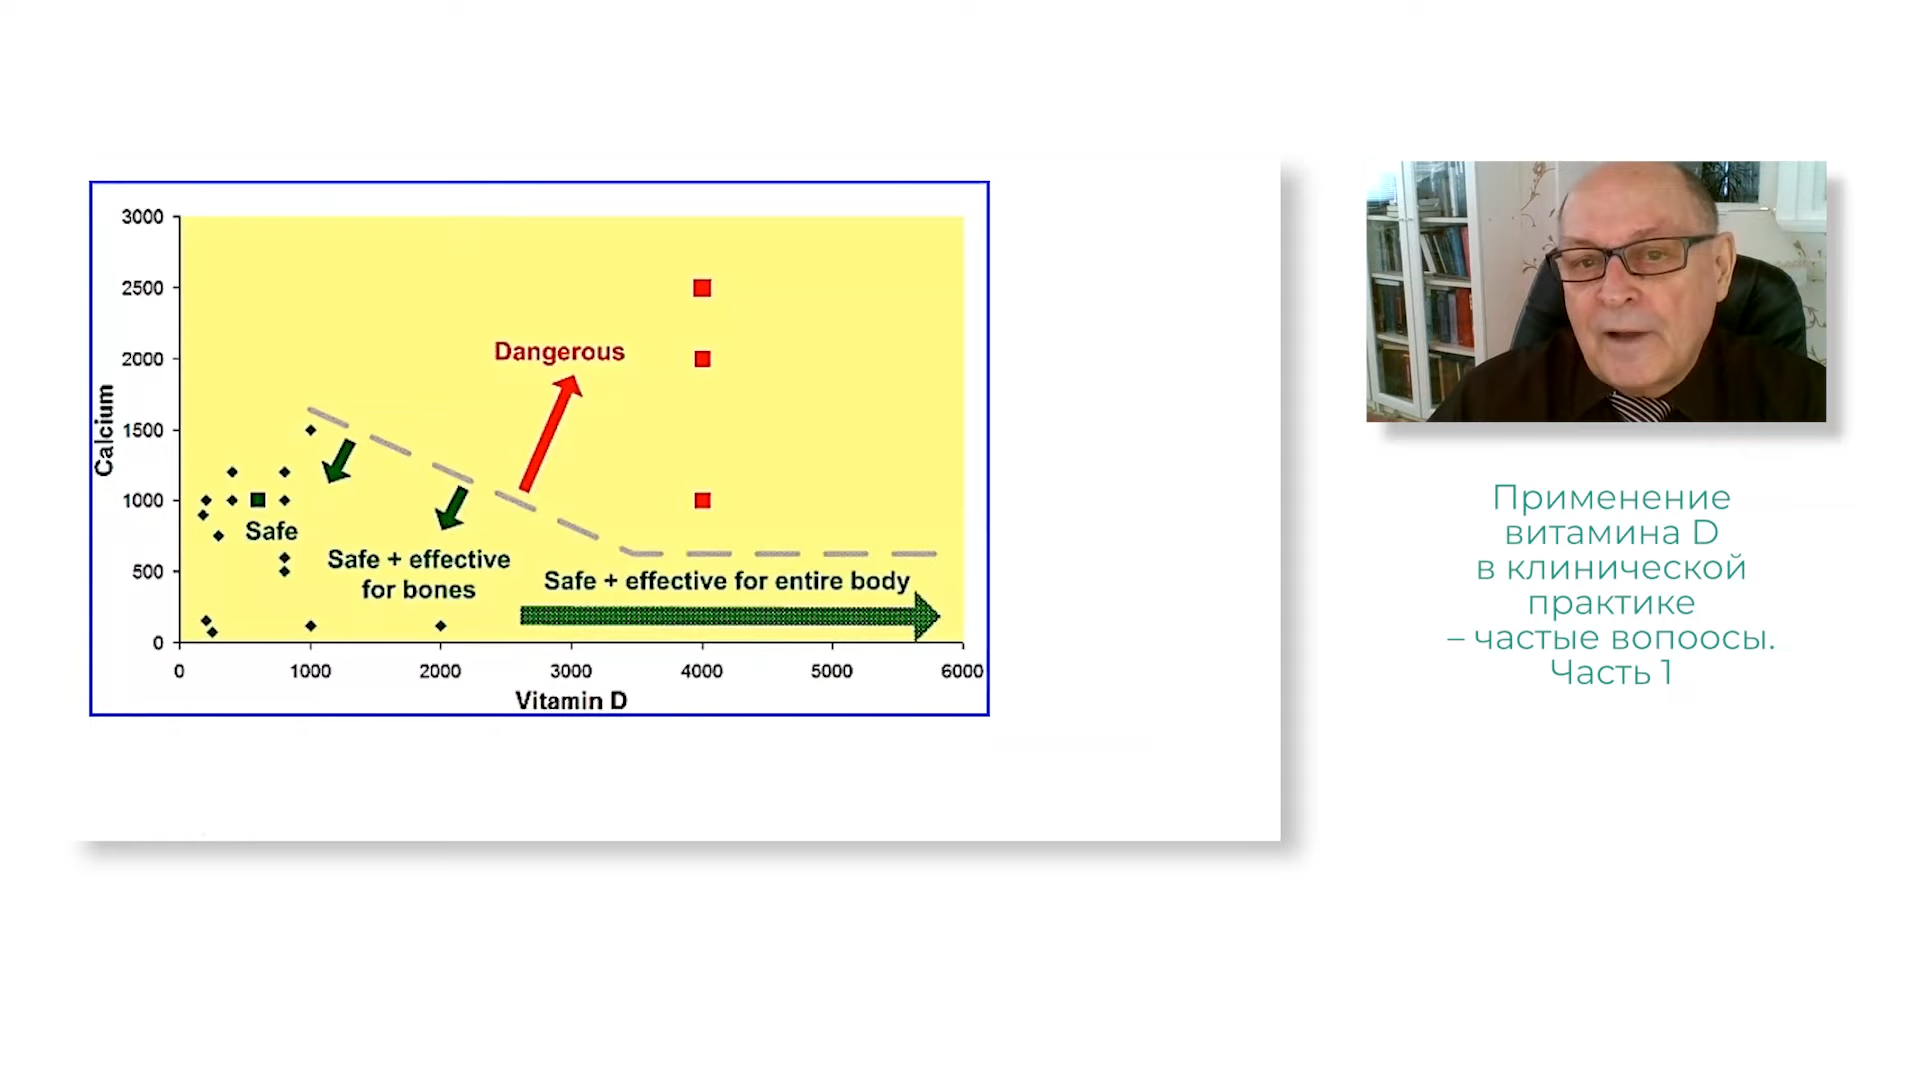 3000
2500
2000
1500
1000
500
0
Calcium
Dangerous
Safe
Safe + effective
for bones
Safe + effective for entire body
0 1000 2000 3000 4000 5000 6000
Vitamin D
Применение
витамина D
в клинической
практике
– частые вопоосы.
Часть 1